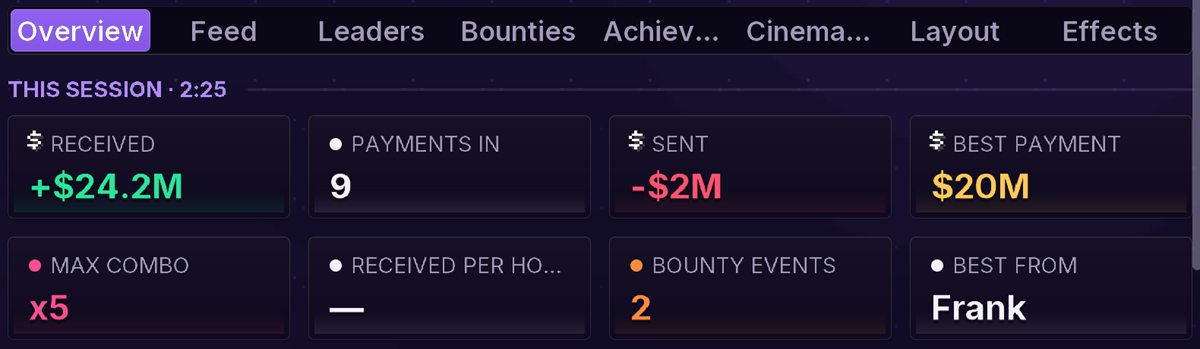 Overview Feed Leaders Bounties Achiev... Cinema... Layout Effects
THIS SESSION · 2:25
$ RECEIVED
+$24.2M
PAYMENTS IN
9
$ SENT
-$2M
$ BEST PAYMENT
$20M
MAX COMBO
x5
RECEIVED PER HO...
—
BOUNTY EVENTS
2
BEST FROM
Frank